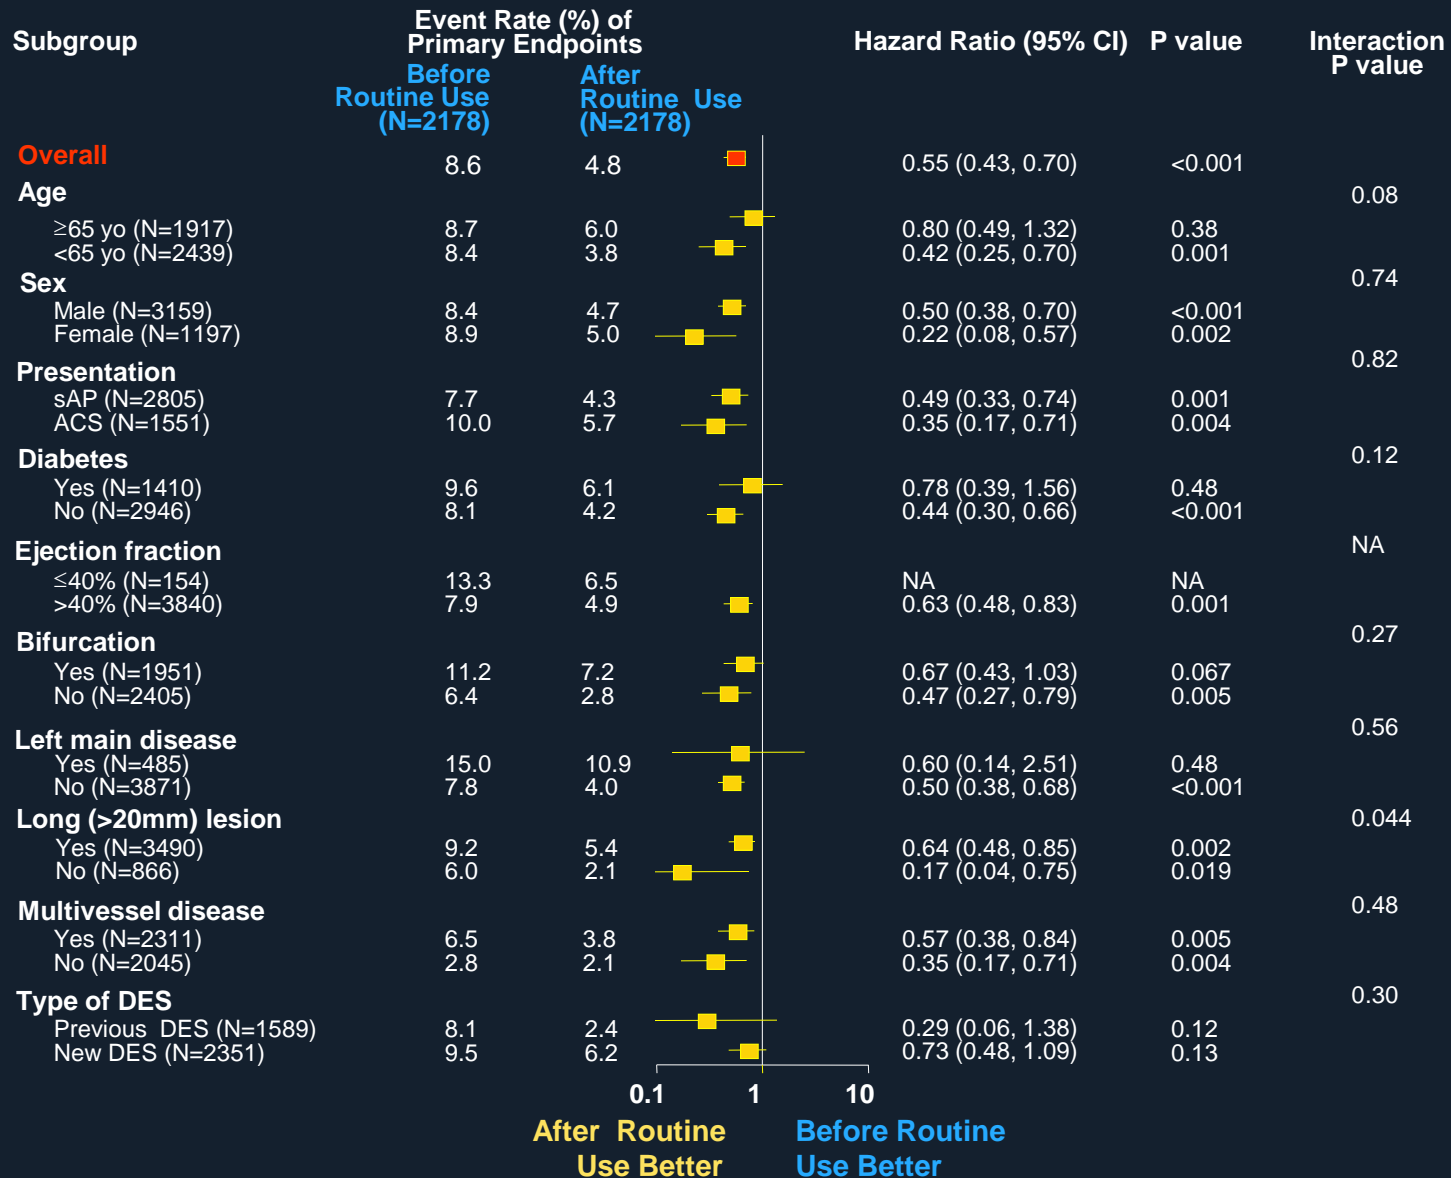 Subgroup Event Rate (%) of Hazard Ratio (95% CI) P value Interaction
Primary Endpoints P value
Before After
Routine Use Routine Use
(N=2178) (N=2178)
Overall 8.6 4.8 0.55 (0.43, 0.70) <0.001
Age 0.08
≥65 yo (N=1917) 8.7 6.0 0.80 (0.49, 1.32) 0.38
<65 yo (N=2439) 8.4 3.8 0.42 (0.25, 0.70) 0.001
Sex 0.74
Male (N=3159) 8.4 4.7 0.50 (0.38, 0.70) <0.001
Female (N=1197) 8.9 5.0 0.22 (0.08, 0.57) 0.002
Presentation 0.82
sAP (N=2805) 7.7 4.3 0.49 (0.33, 0.74) 0.001
ACS (N=1551) 10.0 5.7 0.35 (0.17, 0.71) 0.004
Diabetes 0.12
Yes (N=1410) 9.6 6.1 0.78 (0.39, 1.56) 0.48
No (N=2946) 8.1 4.2 0.44 (0.30, 0.66) <0.001
Ejection fraction NA
≤40% (N=154) 13.3 6.5 NA NA
>40% (N=3840) 7.9 4.9 0.63 (0.48, 0.83) 0.001
Bifurcation 0.27
Yes (N=1951) 11.2 7.2 0.67 (0.43, 1.03) 0.067
No (N=2405) 6.4 2.8 0.47 (0.27, 0.79) 0.005
Left main disease 0.56
Yes (N=485) 15.0 10.9 0.60 (0.14, 2.51) 0.48
No (N=3871) 7.8 4.0 0.50 (0.38, 0.68) <0.001
Long (>20mm) lesion 0.044
Yes (N=3490) 9.2 5.4 0.64 (0.48, 0.85) 0.002
No (N=866) 6.0 2.1 0.17 (0.04, 0.75) 0.019
Multivessel disease 0.48
Yes (N=2311) 6.5 3.8 0.57 (0.38, 0.84) 0.005
No (N=2045) 2.8 2.1 0.35 (0.17, 0.71) 0.004
Type of DES 0.30
Previous DES (N=1589) 8.1 2.4 0.29 (0.06, 1.38) 0.12
New DES (N=2351) 9.5 6.2 0.73 (0.48, 1.09) 0.13
0.1 1 10
After Routine Before Routine
Use Better Use Better